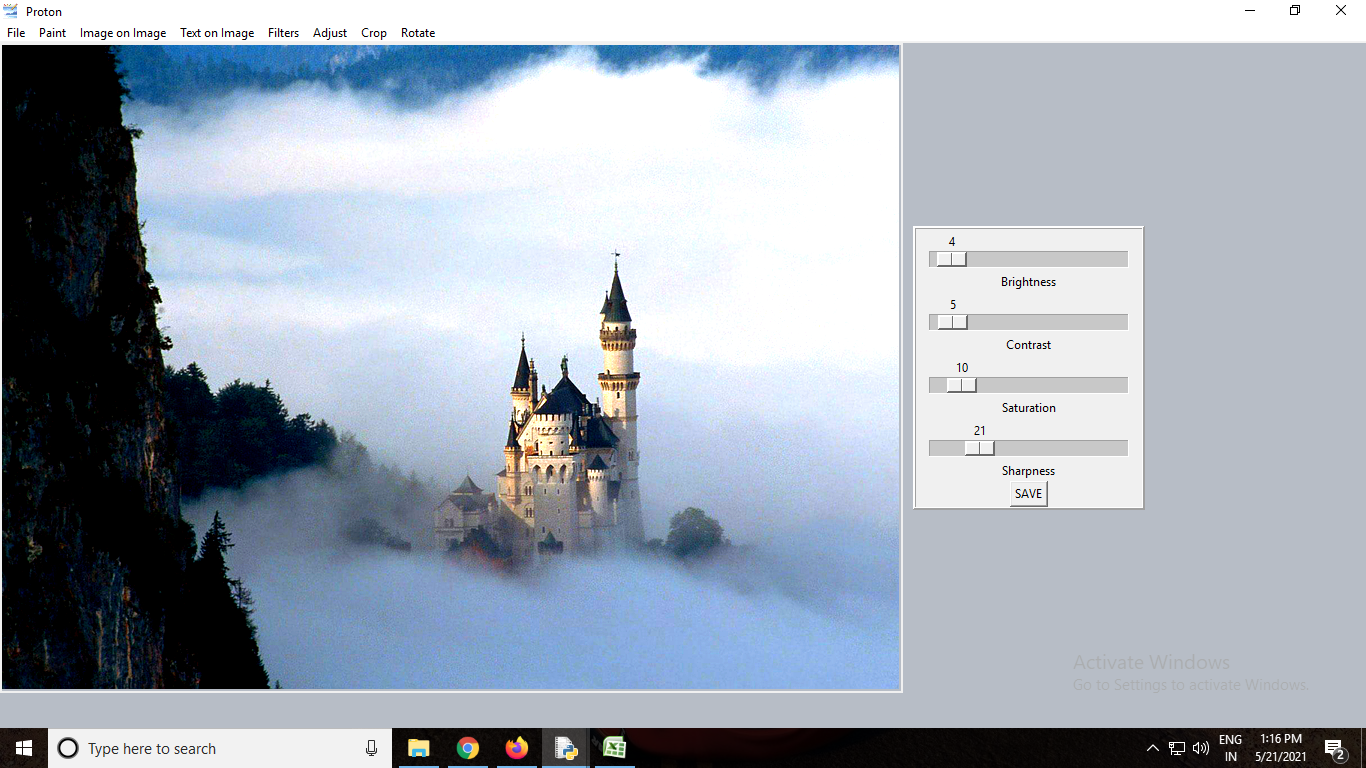 Proton
File Paint Image on Image Text on Image Filters Adjust Crop Rotate
4
Brightness
5
Contrast
10
Saturation
21
Sharpness
SAVE
Activate Windows
Go to Settings to activate Windows.
Type here to search
ENG
IN
1:16 PM
5/21/2021
2